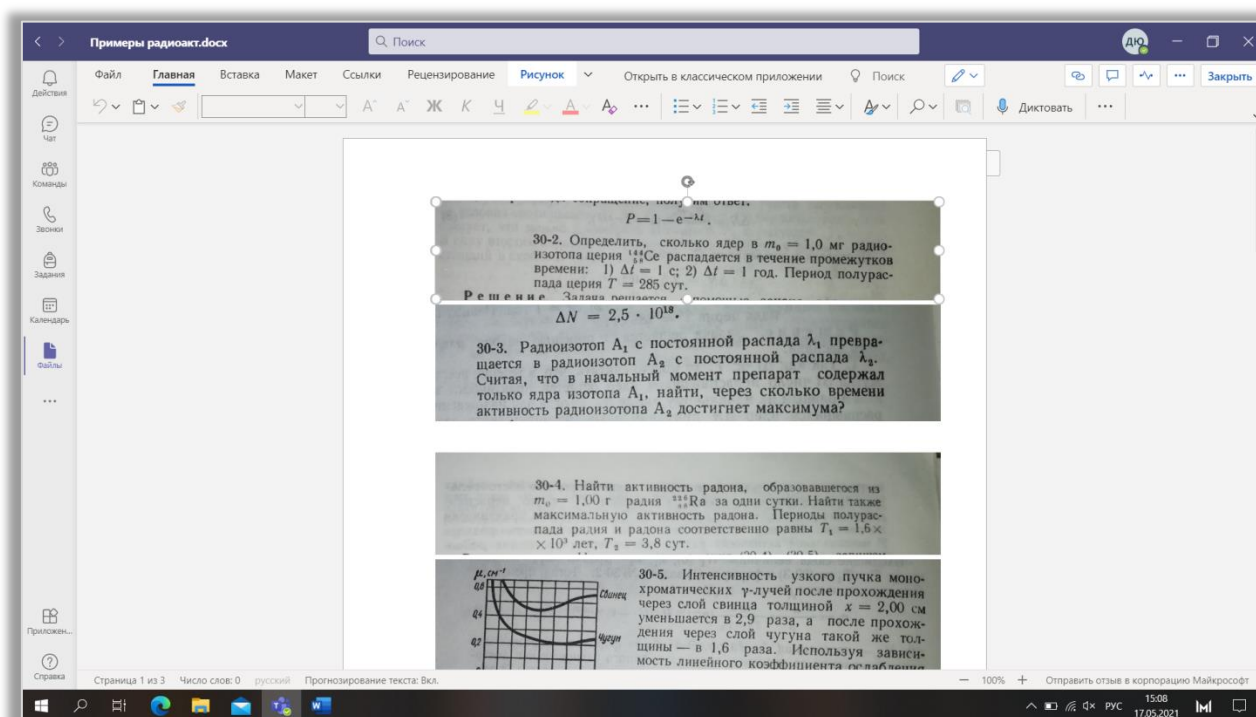 Примеры радиоакт.docx
Поиск
ДЮ
Файл Главная Вставка Макет Ссылки Рецензирование Рисунок Открыть в классическом приложении Поиск Закрыть
Ж К Ч А Диктовать
Действия
Чат
Команды
Звонки
Задания
Календарь
Файлы
Приложен...
Справка
получим ответ.
P = 1 — e^{—λt}.
30-2. Определить, сколько ядер в m₀ = 1,0 мг радио-
изотопа церия ¹⁴⁴₅₈Ce распадается в течение промежутков
времени: 1) Δt = 1 с; 2) Δt = 1 год. Период полурас-
пада церия T = 285 сут.
Решение. Задача решается
ΔN = 2,5 · 10¹⁸.
30-3. Радиоизотоп A₁ с постоянной распада λ₁ превра-
щается в радиоизотоп A₂ с постоянной распада λ₂.
Считая, что в начальный момент препарат содержал
только ядра изотопа A₁, найти, через сколько времени
активность радиоизотопа A₂ достигнет максимума?
30-4. Найти активность радона, образовавшегося из
m₀ = 1,00 г радия ²²⁶₈₈Ra за одни сутки. Найти также
максимальную активность радона. Периоды полурас-
пада радия и радона соответственно равны T₁ = 1,6×
× 10³ лет, T₂ = 3,8 сут.
μ, см⁻¹
0,6
0,4
0,2
Свинец
Чугун
30-5. Интенсивность узкого пучка моно-
хроматических γ-лучей после прохождения
через слой свинца толщиной x = 2,00 см
уменьшается в 2,9 раза, а после прохож-
дения через слой чугуна такой же тол-
щины — в 1,6 раза. Используя зависи-
мость линейного коэффициента ослабления
Страница 1 из 3 Число слов: 0 русский Прогнозирование текста: Вкл. 100% Отправить отзыв в корпорацию Майкрософт
РУС 15:08
17.05.2021